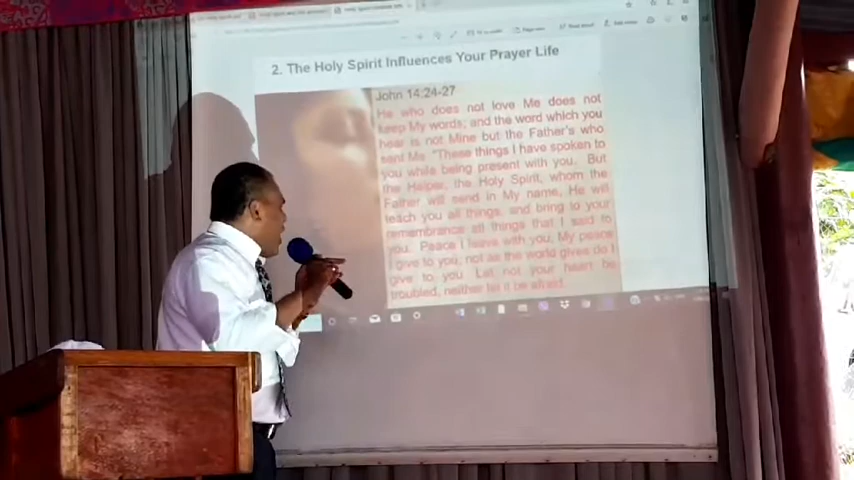 2. The Holy Spirit Influences Your Prayer Life
John 14:24-27
He who does not love Me does not
keep My words; and the word which you
hear is not Mine but the Father's who
sent Me. "These things I have spoken to
you while being present with you. But
the Helper, the Holy Spirit, whom the
Father will send in My name, He will
teach you all things, and bring to your
remembrance all things that I said to
you. Peace I leave with you, My peace I
give to you; not as the world gives do I
give to you. Let not your heart be
troubled, neither let it be afraid.